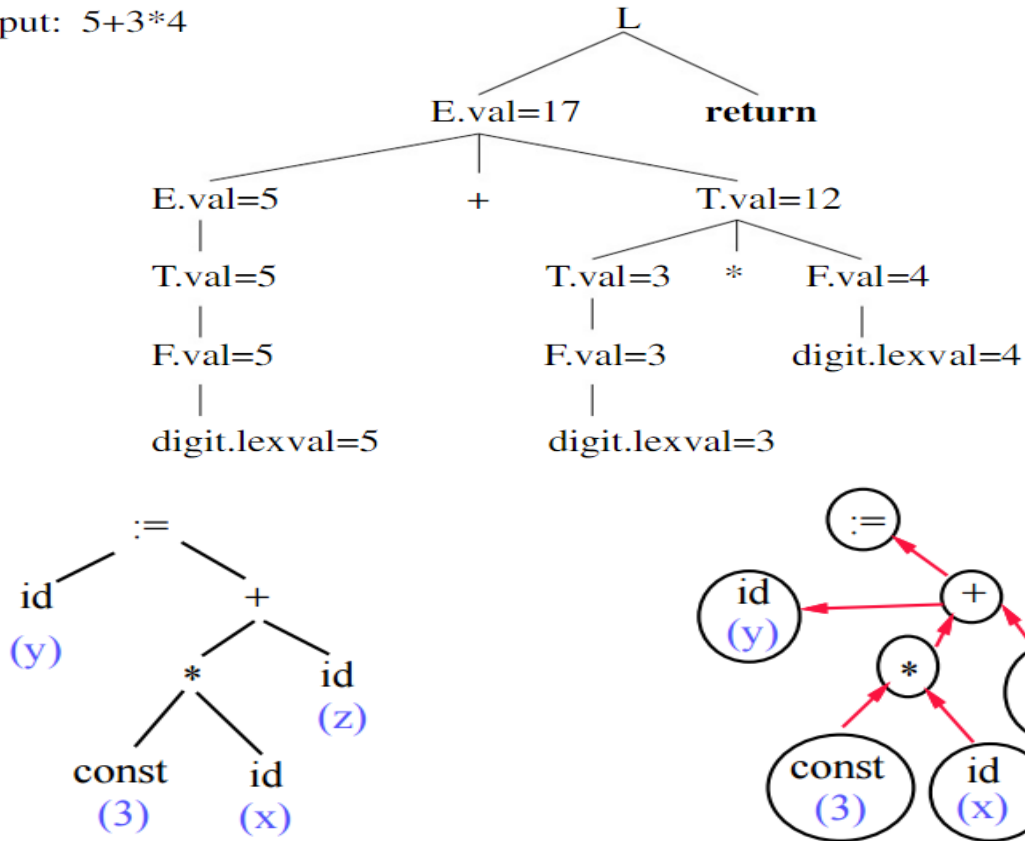 put: 5+3*4
L
E.val=17 return
E.val=5 + T.val=12
T.val=5 T.val=3 * F.val=4
F.val=5 F.val=3 digit.lexval=4
digit.lexval=5 digit.lexval=3
:=
id +
(y)
* id
(z)
const id
(3) (x)
:=
id +
(y)
*
const id
(3) (x)